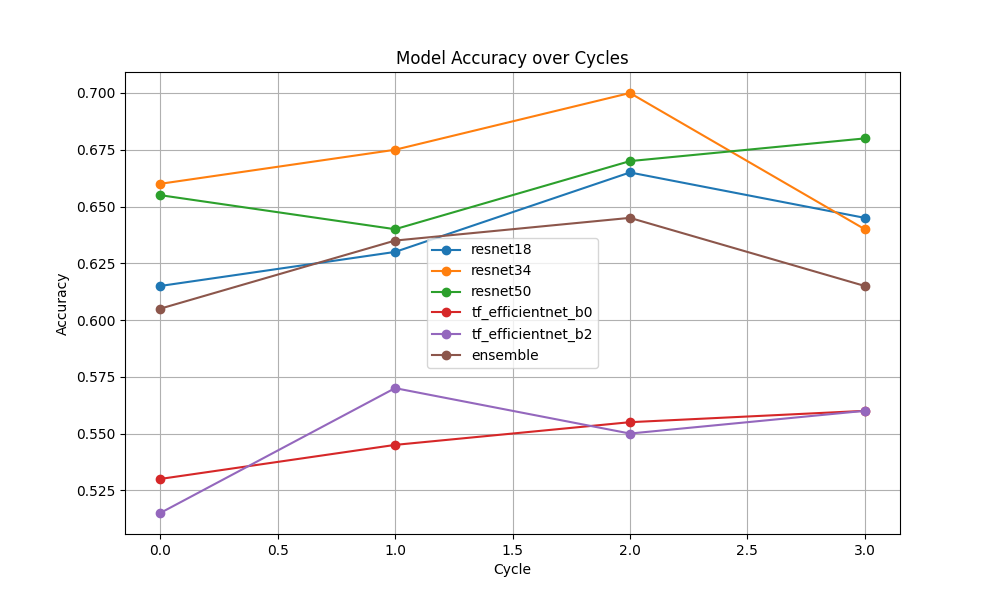 Model Accuracy over Cycles
Accuracy
0.700
0.675
0.650
0.625
0.600
0.575
0.550
0.525
resnet18
resnet34
resnet50
tf_efficientnet_b0
tf_efficientnet_b2
ensemble
0.0 0.5 1.0 1.5 2.0 2.5 3.0
Cycle